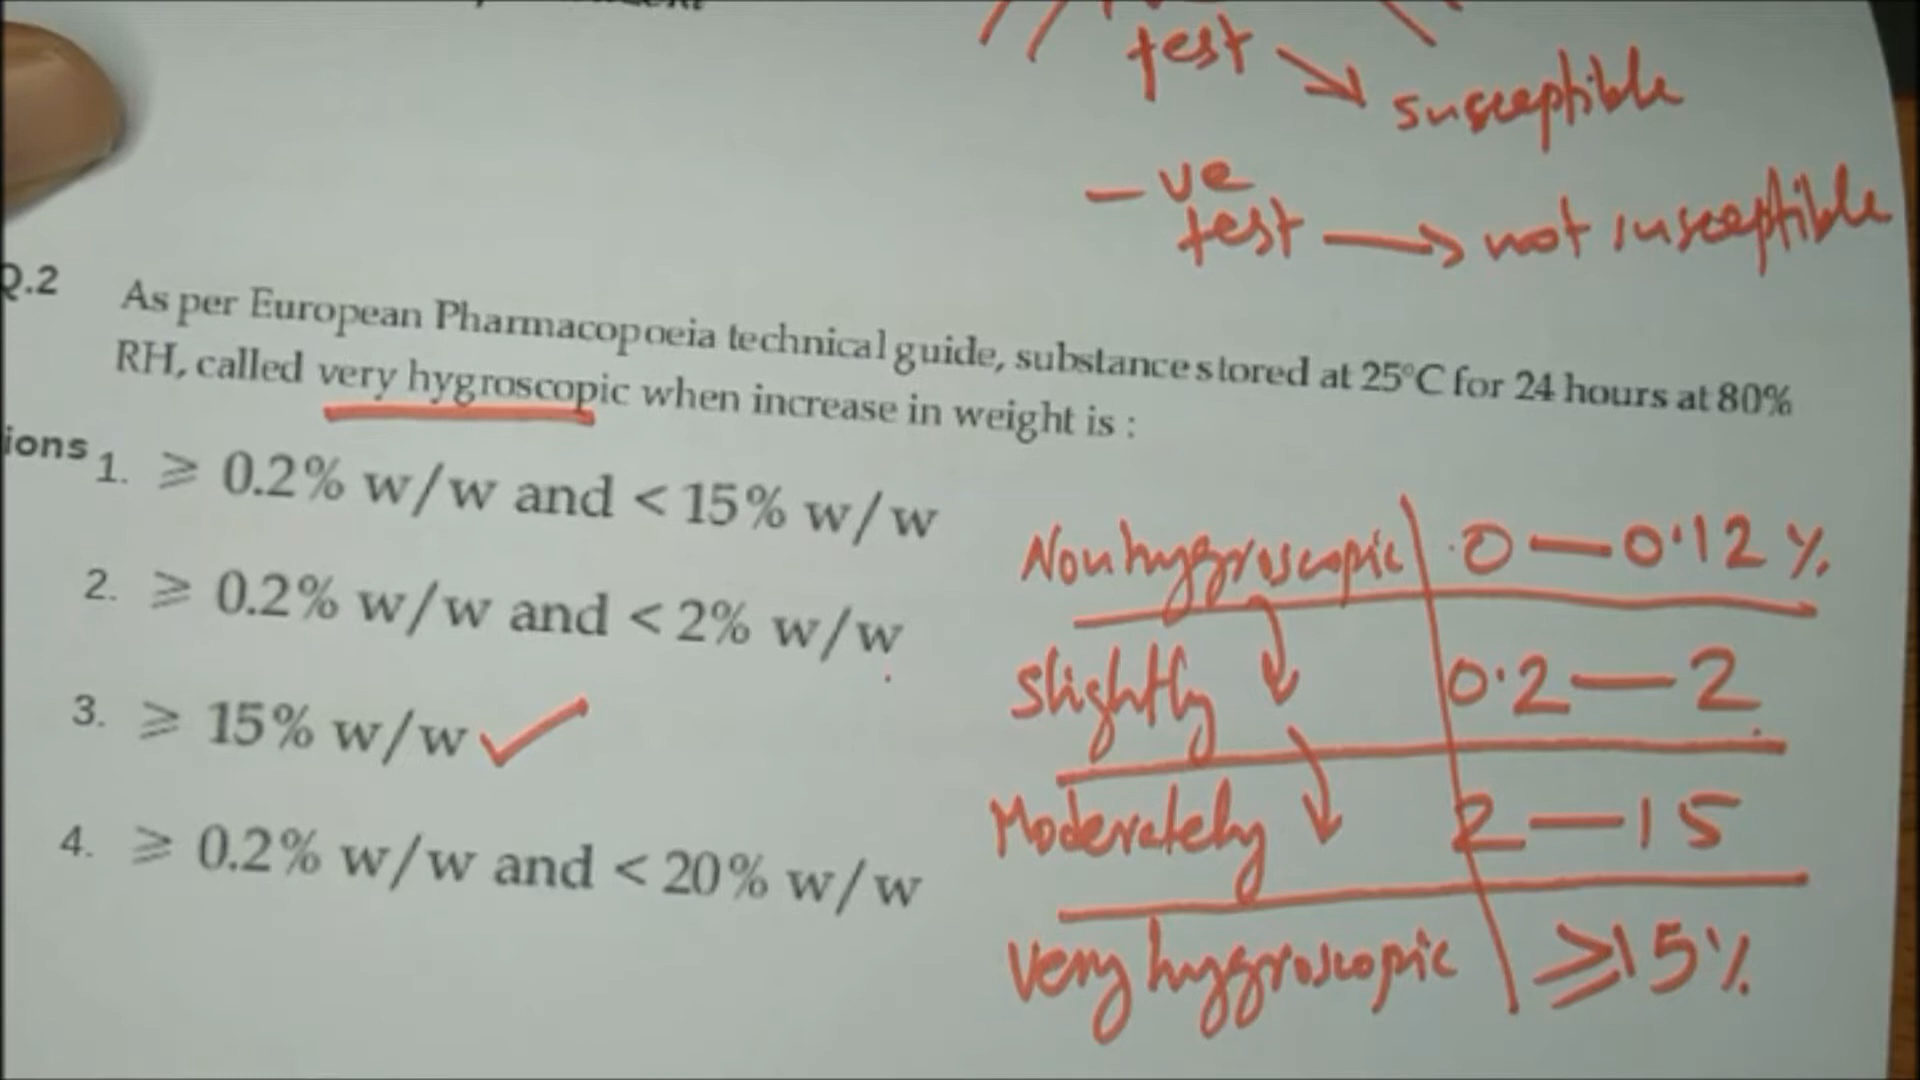 test
susceptible
-ve
test → not insceptible
Q.2 As per European Pharmacopoeia technical guide, substance stored at 25°C for 24 hours at 80%
RH, called very hygroscopic when increase in weight is :
ions
1. ⩾ 0.2% w/w and < 15% w/w
2. ⩾ 0.2% w/w and < 2% w/w
3. ⩾ 15% w/w ✓
4. ⩾ 0.2% w/w and < 20% w/w
Non hygroscopic 0 — 0.12 %
Slightly 0.2 — 2
Moderately 2 — 15
Very hygroscopic ⩾15%